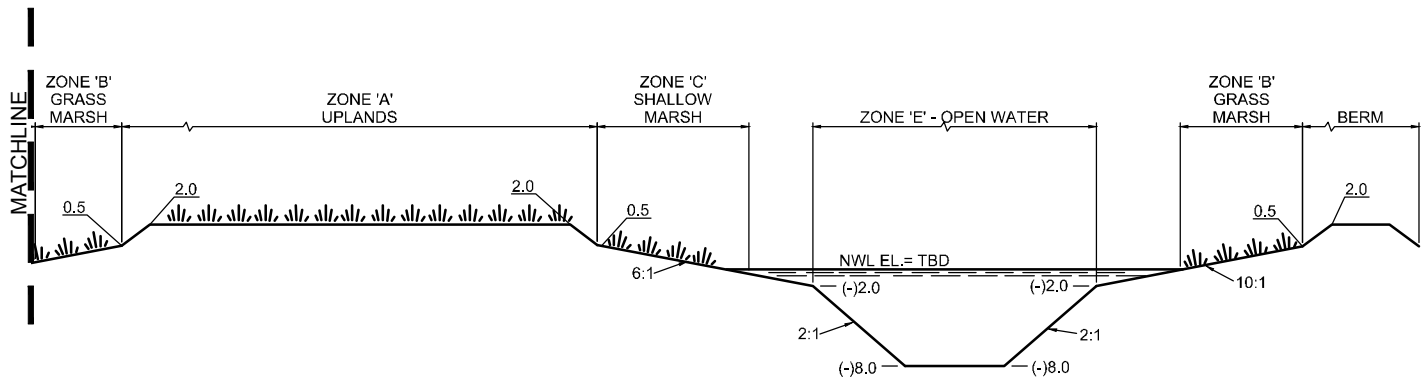 MATCHLINE
ZONE 'B'
GRASS
MARSH
ZONE 'A'
UPLANDS
ZONE 'C'
SHALLOW
MARSH
ZONE 'E' - OPEN WATER
ZONE 'B'
GRASS
MARSH
BERM
0.5
2.0
2.0
0.5
6:1
NWL EL.= TBD
(-)2.0
(-)2.0
2:1
2:1
(-)8.0
(-)8.0
0.5
2.0
10:1